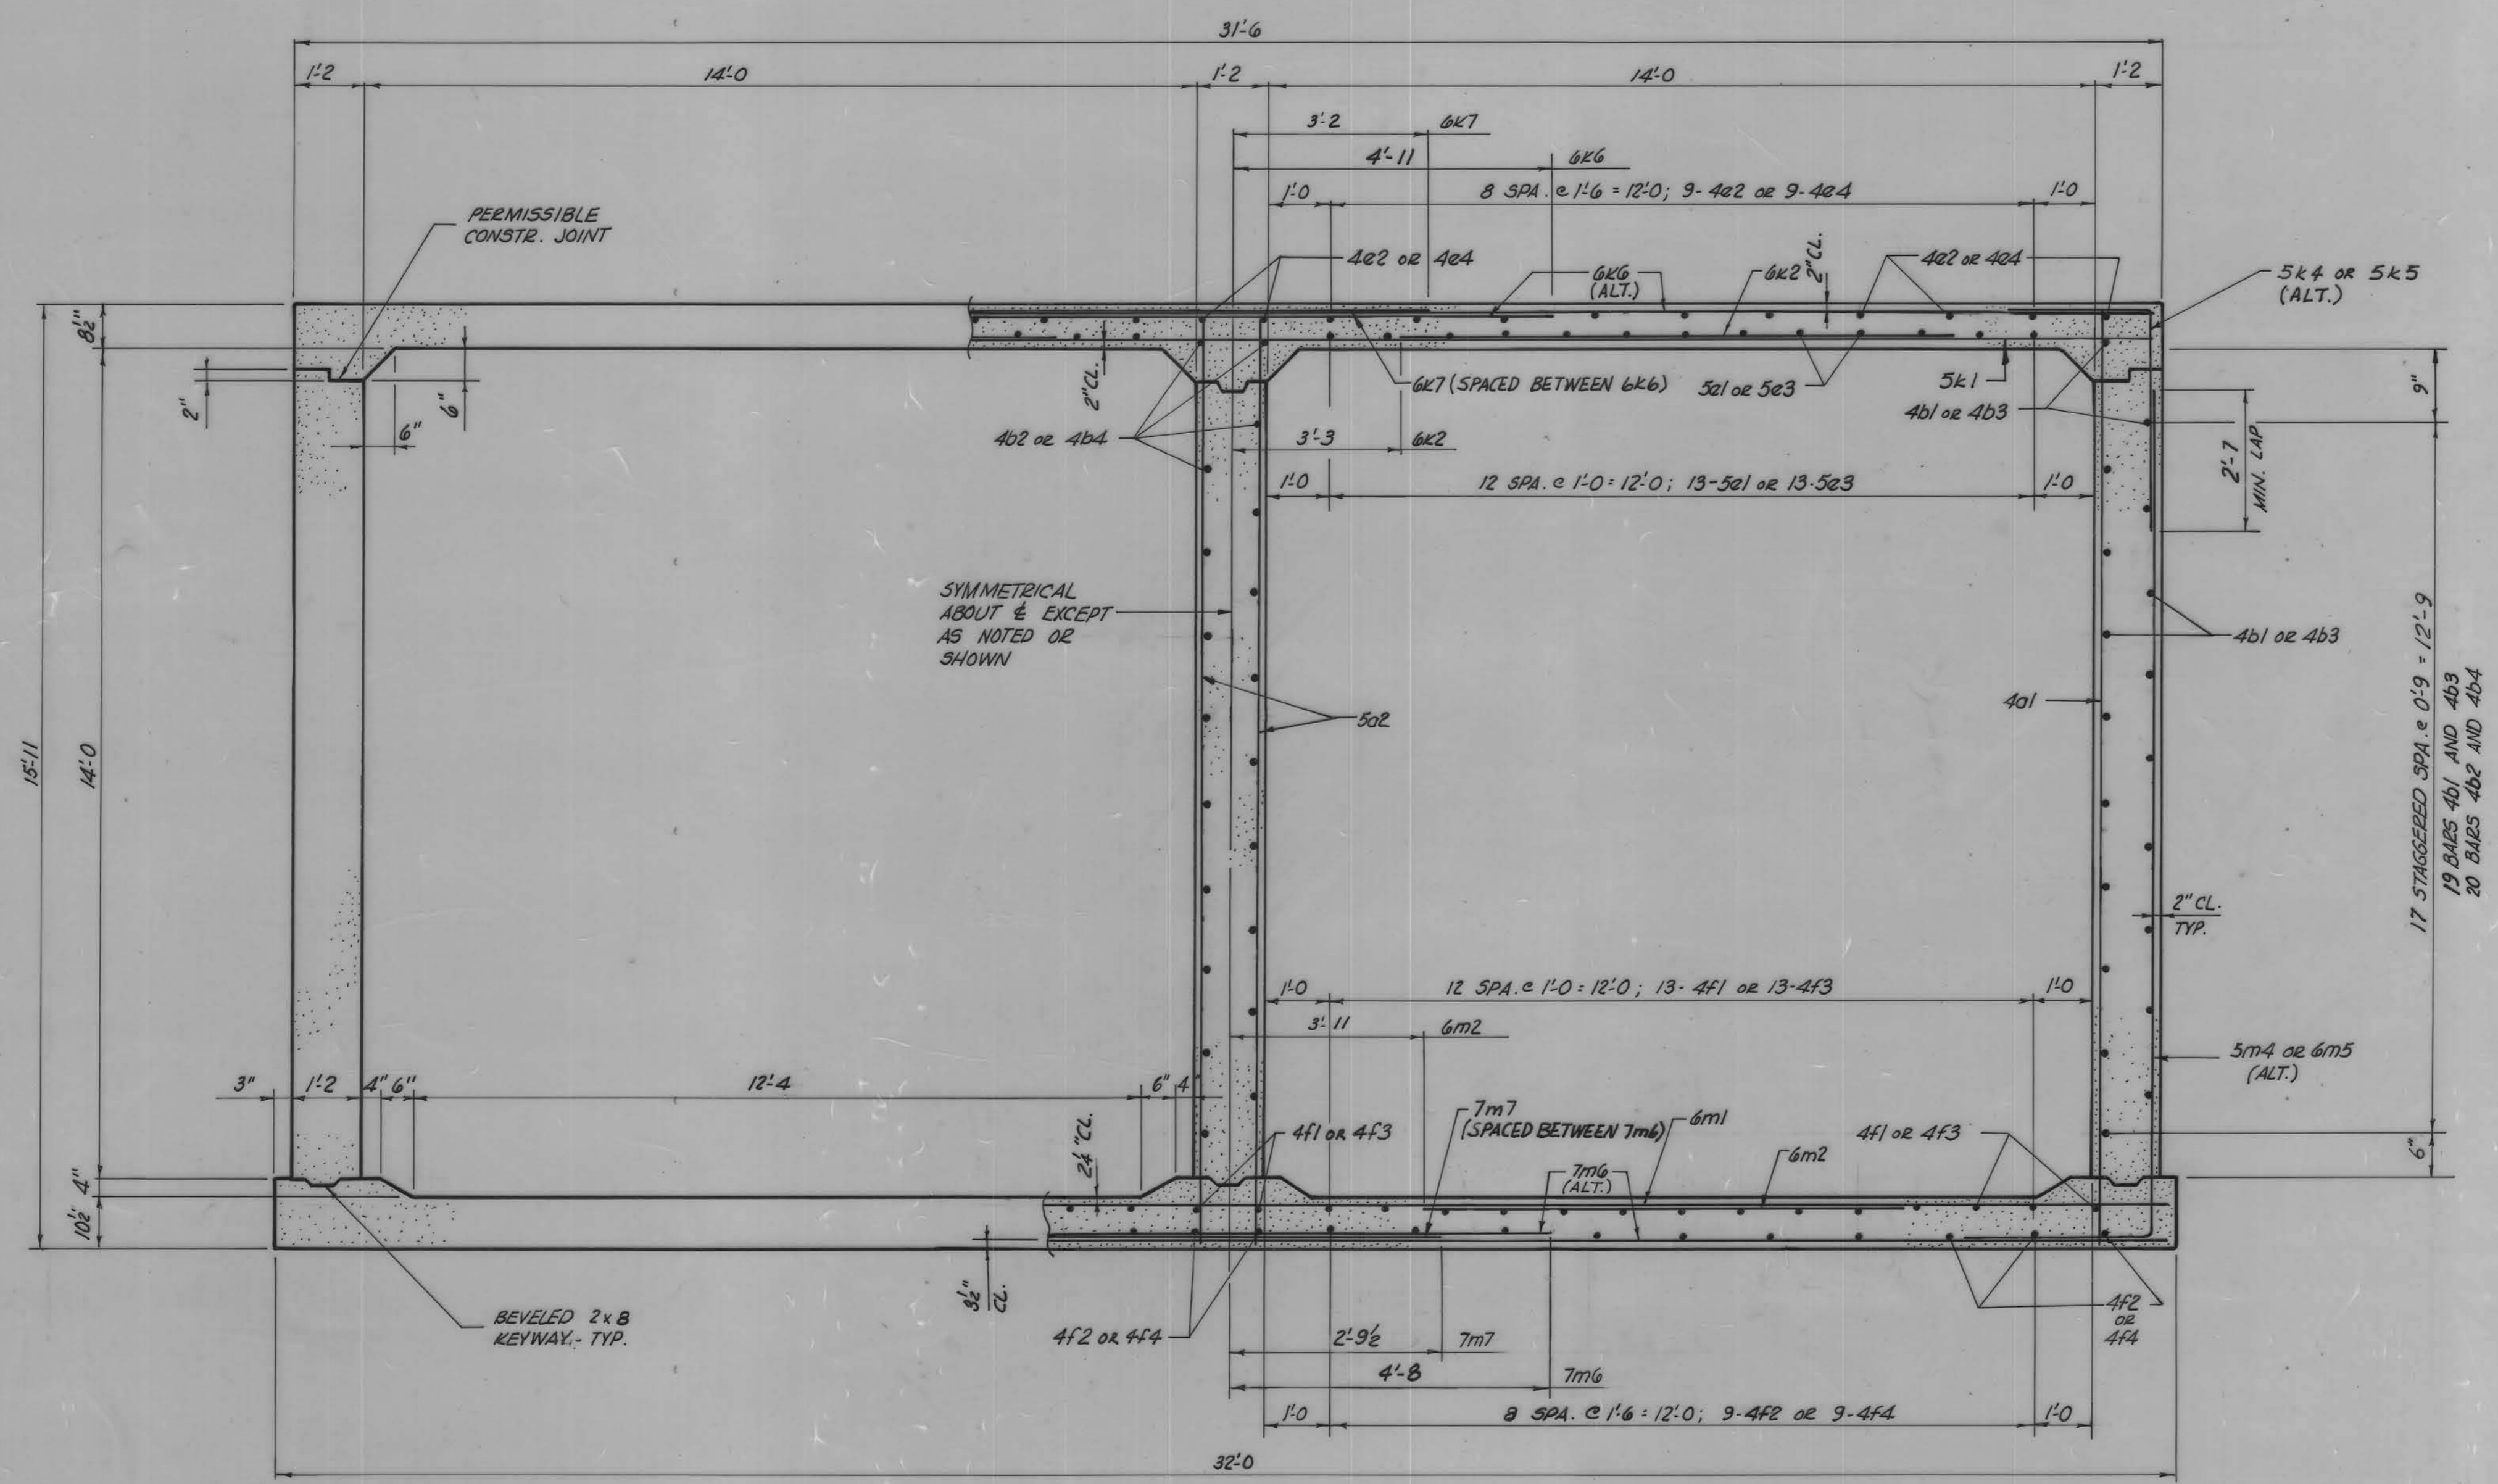 31'-6
1'-2
14'-0
1'-2
14'-0
1'-2
3'-2
6k7
4'-11
6k6
1'-0
8 SPA. @ 1'-6 = 12'-0; 9-4e2 OR 9-4e4
1'-0
PERMISSIBLE
CONSTR. JOINT
4e2 OR 4e4
6k6
(ALT.)
6k2
2" CL.
4e2 OR 4e4
5k4 OR 5k5
(ALT.)
8½"
2"
6"
6"
2" CL.
6k7 (SPACED BETWEEN 6k6)
5e1 OR 5e3
5k1
4b1 OR 4b3
9"
4b2 OR 4b4
3'-3
6k2
2'-7
MIN. LAP
1'-0
12 SPA. @ 1'-0 = 12'-0; 13-5e1 OR 13-5e3
1'-0
SYMMETRICAL
ABOUT ℄ EXCEPT
AS NOTED OR
SHOWN
4b1 OR 4b3
5a2
4a1
15'-11
14'-0
17 STAGGERED SPA. @ 0'-9 = 12'-9
19 BARS 4b1 AND 4b3
20 BARS 4b2 AND 4b4
2" CL.
TYP.
1'-0
12 SPA. @ 1'-0 = 12'-0; 13-4f1 OR 13-4f3
1'-0
3'-11
6m2
5m4 OR 6m5
(ALT.)
3"
1'-2
4"
6"
12'-4
6"
4
2¼" CL.
4f1 OR 4f3
7m7
(SPACED BETWEEN 7m6)
6m1
4f1 OR 4f3
6m2
7m6
(ALT.)
6"
4"
10½"
3½"
CL.
BEVELED 2x8
KEYWAY - TYP.
4f2 OR 4f4
4f2
OR
4f4
2'-9½
7m7
4'-8
7m6
1'-0
8 SPA. @ 1'-6 = 12'-0; 9-4f2 OR 9-4f4
1'-0
32'-0